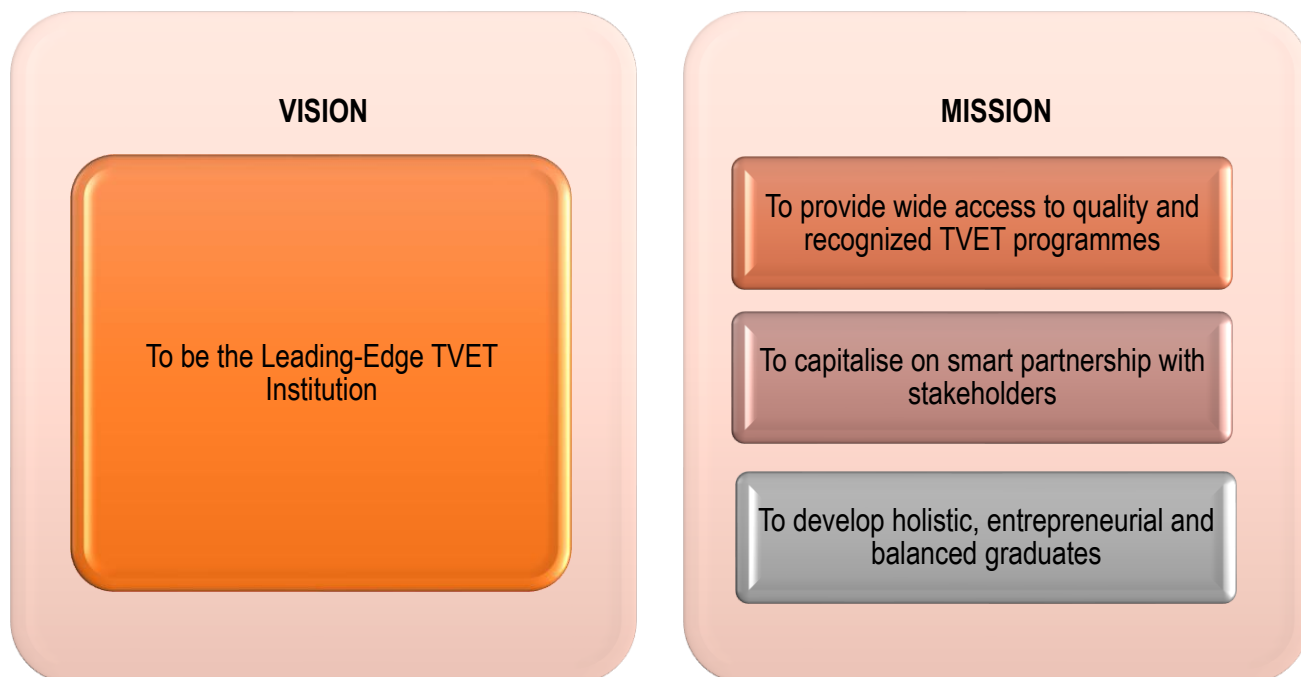 VISION
To be the Leading-Edge TVET
Institution
MISSION
To provide wide access to quality and
recognized TVET programmes
To capitalise on smart partnership with
stakeholders
To develop holistic, entrepreneurial and
balanced graduates